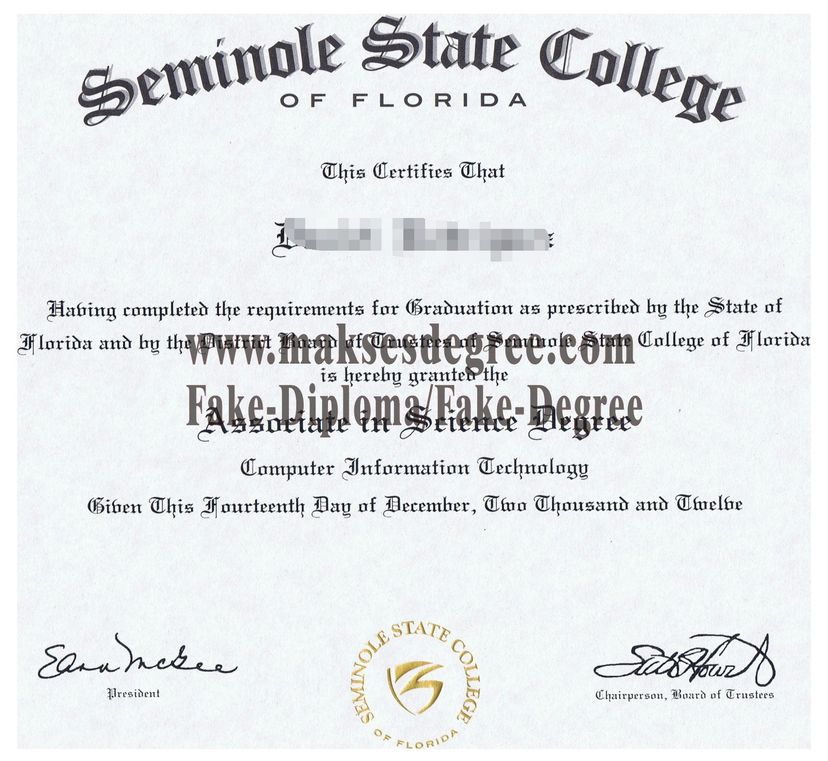 Seminole State College
OF FLORIDA
This Certifies That
Having completed the requirements for Graduation as prescribed by the State of
Florida and by the District Board of Trustees of Seminole State College of Florida
www.maksesdegree.com
is hereby granted the
Fake-Diploma/Fake-Degree
Associate in Science Degree
Computer Information Technology
Given This Fourteenth Day of December, Two Thousand and Twelve
President
SEMINOLE STATE COLLEGE
OF FLORIDA
Chairperson, Board of Trustees